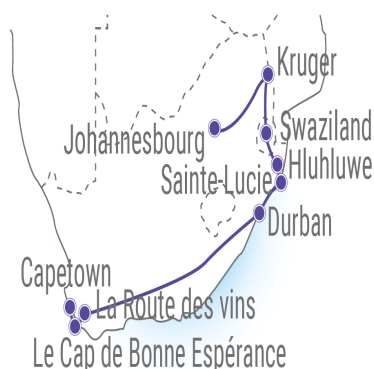 Kruger
Swaziland
Johannesbourg
Hluhluwe
Sainte-Lucie
Durban
Capetown
La Route des vins
Le Cap de Bonne Espérance